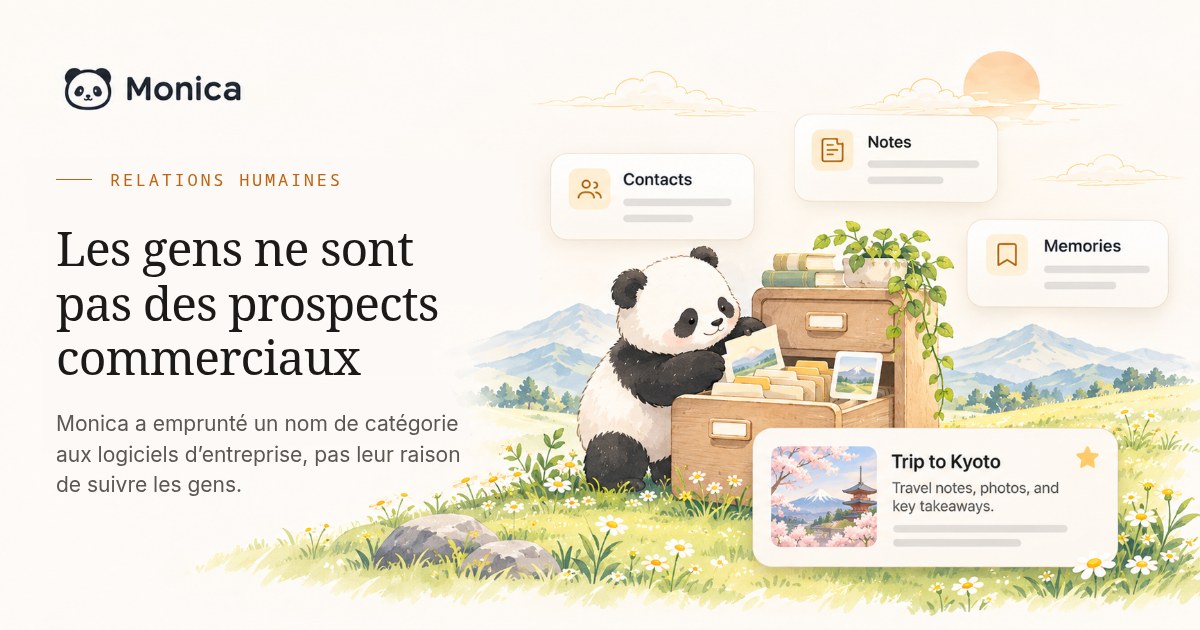 Monica
RELATIONS HUMAINES
Les gens ne sont
pas des prospects
commerciaux
Monica a emprunté un nom de catégorie
aux logiciels d’entreprise, pas leur raison
de suivre les gens.
Contacts
Notes
Memories
Trip to Kyoto
Travel notes, photos, and
key takeaways.